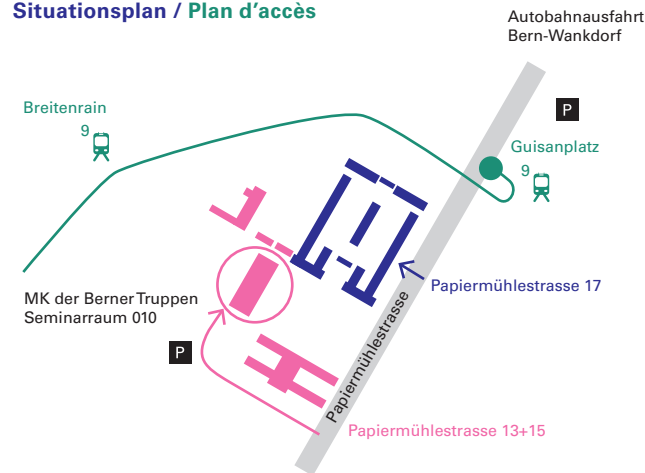 Situationsplan / Plan d'accès
Autobahnausfahrt
Bern-Wankdorf
P
Breitenrain
9
Guisanplatz
9
Papiermühlestrasse 17
MK der Berner Truppen
Seminarraum 010
P
Papiermühlestrasse
Papiermühlestrasse 13+15